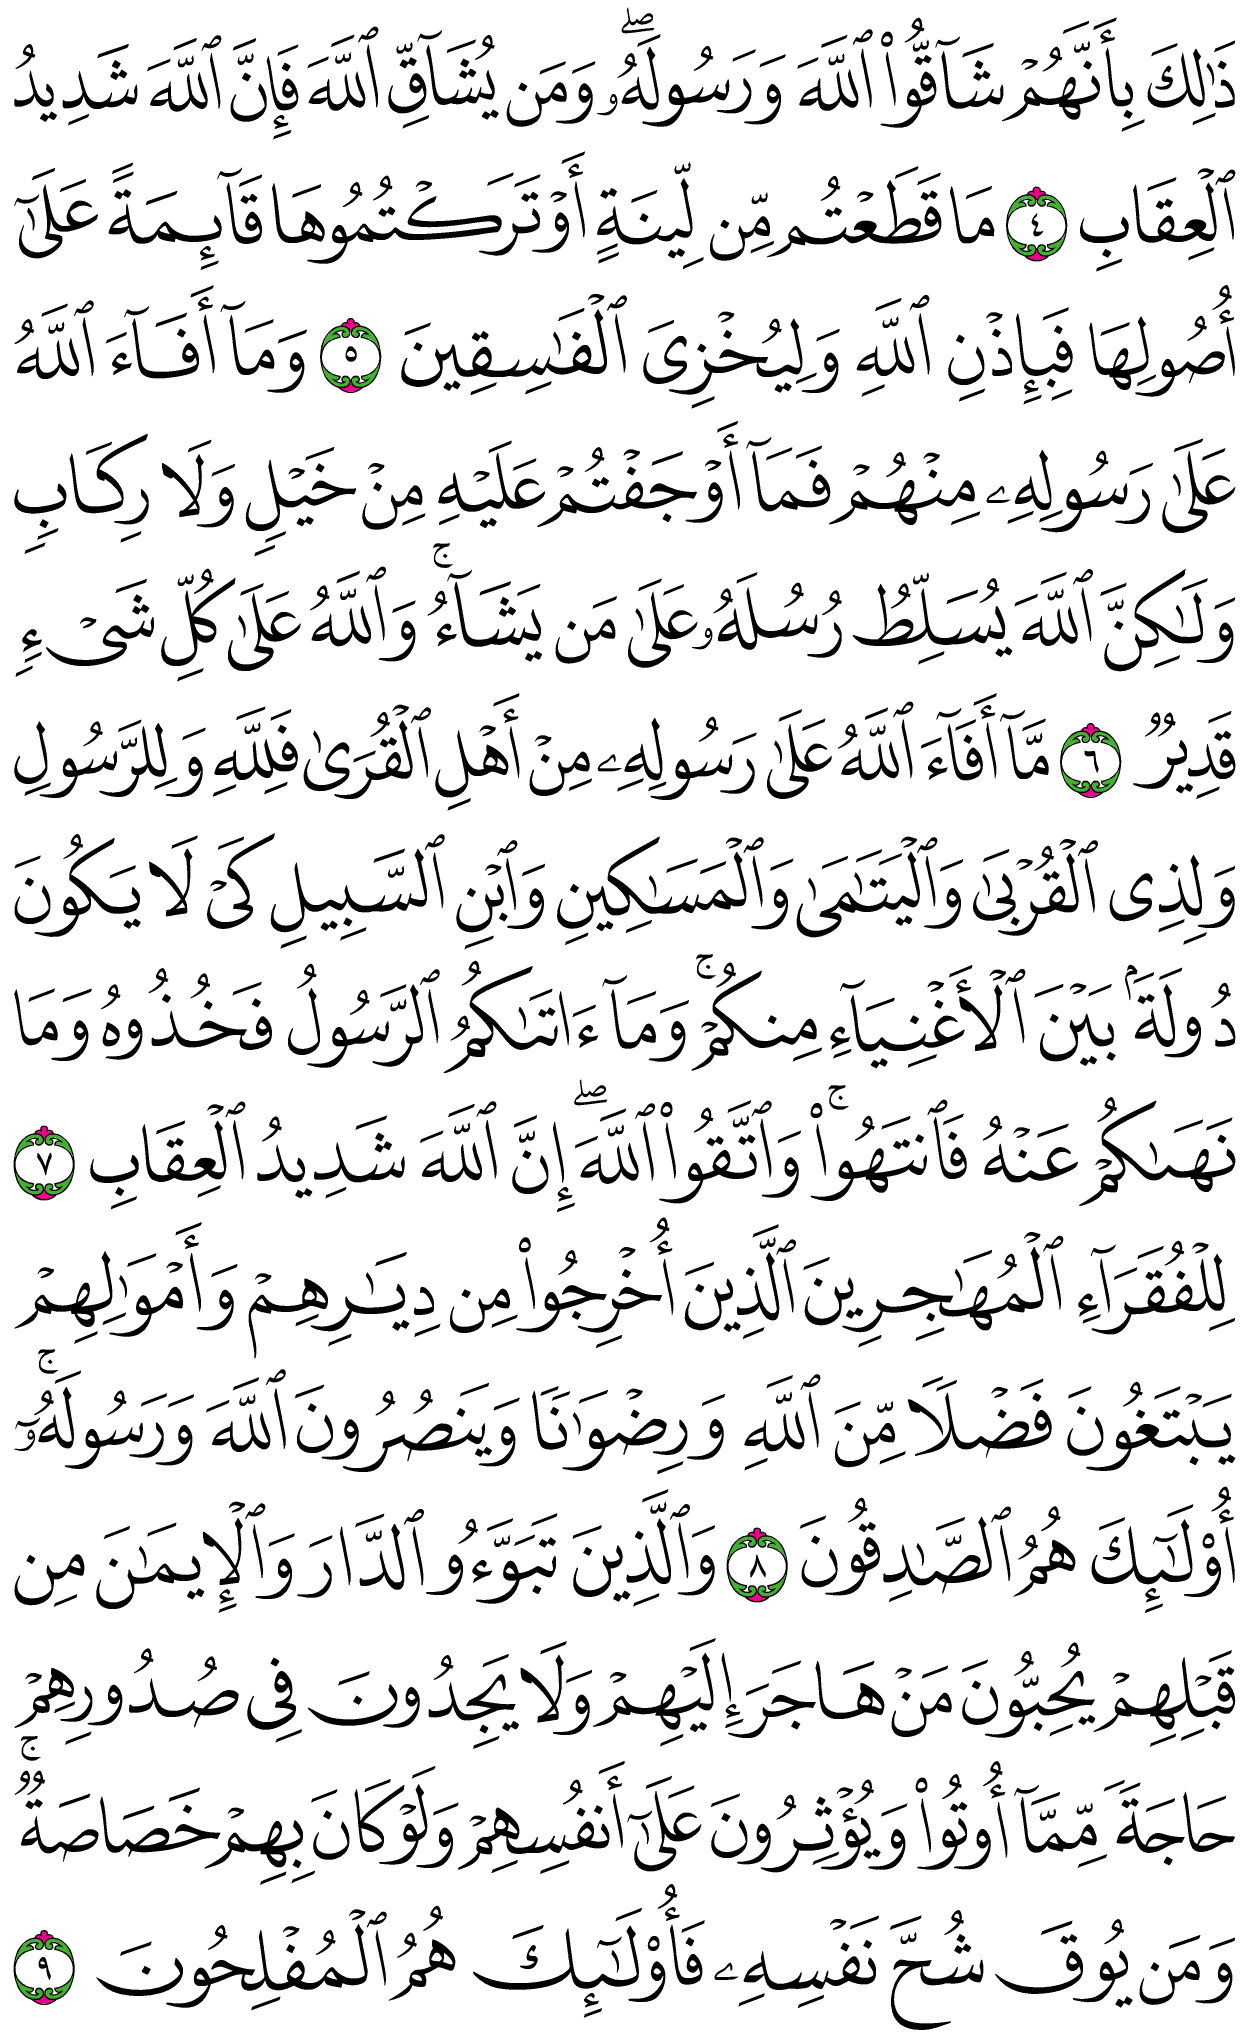 ذَٰلِكَ بِأَنَّهُمۡ شَآقُّواْ ٱللَّهَ وَرَسُولَهُۥۖ وَمَن يُشَآقِّ ٱللَّهَ فَإِنَّ ٱللَّهَ شَدِيدُ
ٱلۡعِقَابِ ٤ مَا قَطَعۡتُم مِّن لِّينَةٍ أَوۡ تَرَكۡتُمُوهَا قَآئِمَةً عَلَىٰٓ
أُصُولِهَا فَبِإِذۡنِ ٱللَّهِ وَلِيُخۡزِيَ ٱلۡفَٰسِقِينَ ٥ وَمَآ أَفَآءَ ٱللَّهُ
عَلَىٰ رَسُولِهِۦ مِنۡهُمۡ فَمَآ أَوۡجَفۡتُمۡ عَلَيۡهِ مِنۡ خَيۡلٖ وَلَا رِكَابٖ
وَلَٰكِنَّ ٱللَّهَ يُسَلِّطُ رُسُلَهُۥ عَلَىٰ مَن يَشَآءُۚ وَٱللَّهُ عَلَىٰ كُلِّ شَيۡءٖ
قَدِيرٞ ٦ مَّآ أَفَآءَ ٱللَّهُ عَلَىٰ رَسُولِهِۦ مِنۡ أَهۡلِ ٱلۡقُرَىٰ فَلِلَّهِ وَلِلرَّسُولِ
وَلِذِي ٱلۡقُرۡبَىٰ وَٱلۡيَتَٰمَىٰ وَٱلۡمَسَٰكِينِ وَٱبۡنِ ٱلسَّبِيلِ كَيۡ لَا يَكُونَ
دُولَةَۢ بَيۡنَ ٱلۡأَغۡنِيَآءِ مِنكُمۡۚ وَمَآ ءَاتَىٰكُمُ ٱلرَّسُولُ فَخُذُوهُ وَمَا
نَهَىٰكُمۡ عَنۡهُ فَٱنتَهُواْۚ وَٱتَّقُواْ ٱللَّهَۖ إِنَّ ٱللَّهَ شَدِيدُ ٱلۡعِقَابِ ٧
لِلۡفُقَرَآءِ ٱلۡمُهَٰجِرِينَ ٱلَّذِينَ أُخۡرِجُواْ مِن دِيَٰرِهِمۡ وَأَمۡوَٰلِهِمۡ
يَبۡتَغُونَ فَضۡلٗا مِّنَ ٱللَّهِ وَرِضۡوَٰنٗا وَيَنصُرُونَ ٱللَّهَ وَرَسُولَهُۥٓۚ
أُوْلَٰٓئِكَ هُمُ ٱلصَّٰدِقُونَ ٨ وَٱلَّذِينَ تَبَوَّءُو ٱلدَّارَ وَٱلۡإِيمَٰنَ مِن
قَبۡلِهِمۡ يُحِبُّونَ مَنۡ هَاجَرَ إِلَيۡهِمۡ وَلَا يَجِدُونَ فِي صُدُورِهِمۡ
حَاجَةٗ مِّمَّآ أُوتُواْ وَيُؤۡثِرُونَ عَلَىٰٓ أَنفُسِهِمۡ وَلَوۡ كَانَ بِهِمۡ خَصَاصَةٞۚ
وَمَن يُوقَ شُحَّ نَفۡسِهِۦ فَأُوْلَٰٓئِكَ هُمُ ٱلۡمُفۡلِحُونَ ٩